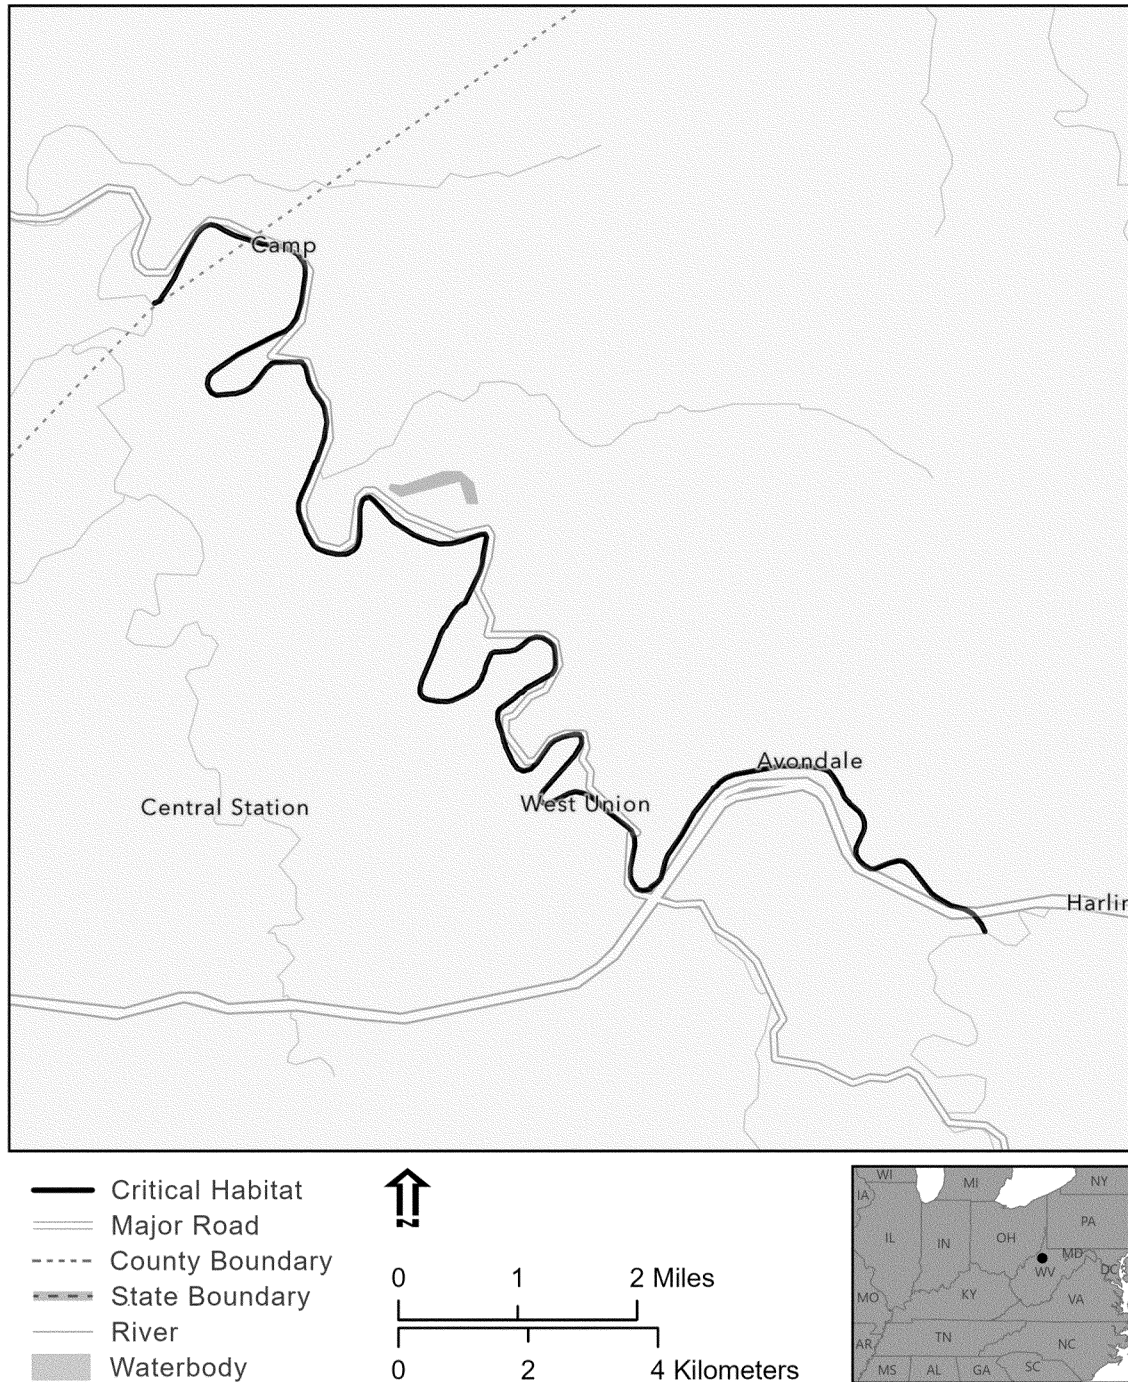 Camp
Avondale
Central Station
West Union
Harlin
Critical Habitat
Major Road
County Boundary
State Boundary
River
Waterbody
N
0 1 2 Miles
0 2 4 Kilometers
WI
MI
NY
IA
PA
IL
IN
OH
MD
DC
WV
MO
KY
VA
AR
TN
NC
MS
AL
GA
SC